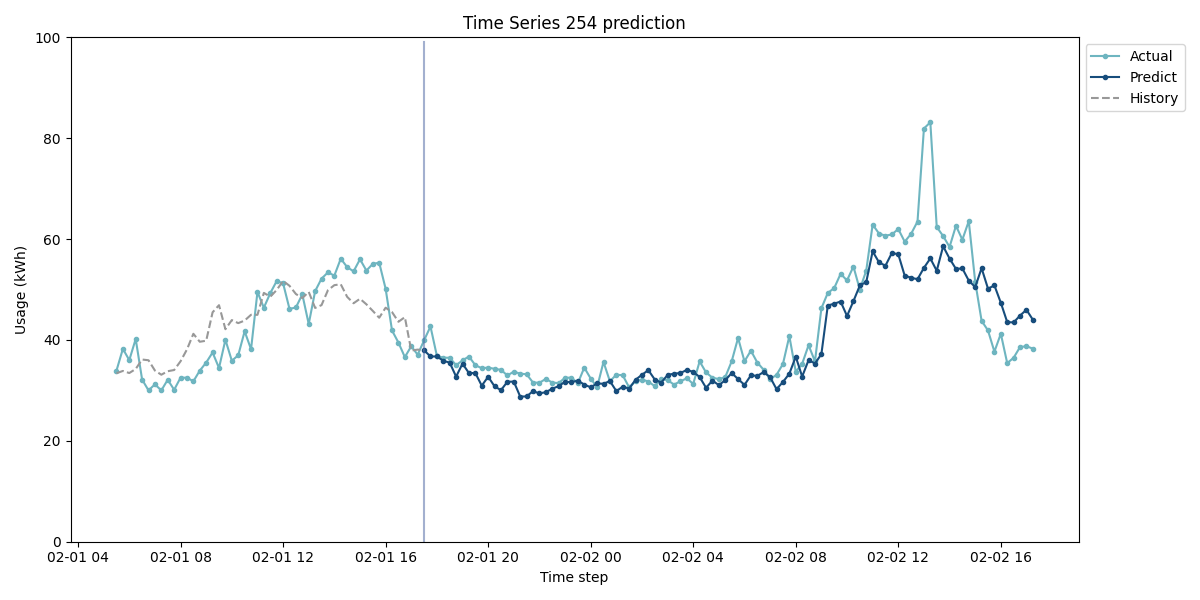 Time Series 254 prediction
Usage (kWh)
100
80
60
40
20
0
02-01 04
02-01 08
02-01 12
02-01 16
02-01 20
02-02 00
02-02 04
02-02 08
02-02 12
02-02 16
Time step
Actual
Predict
History